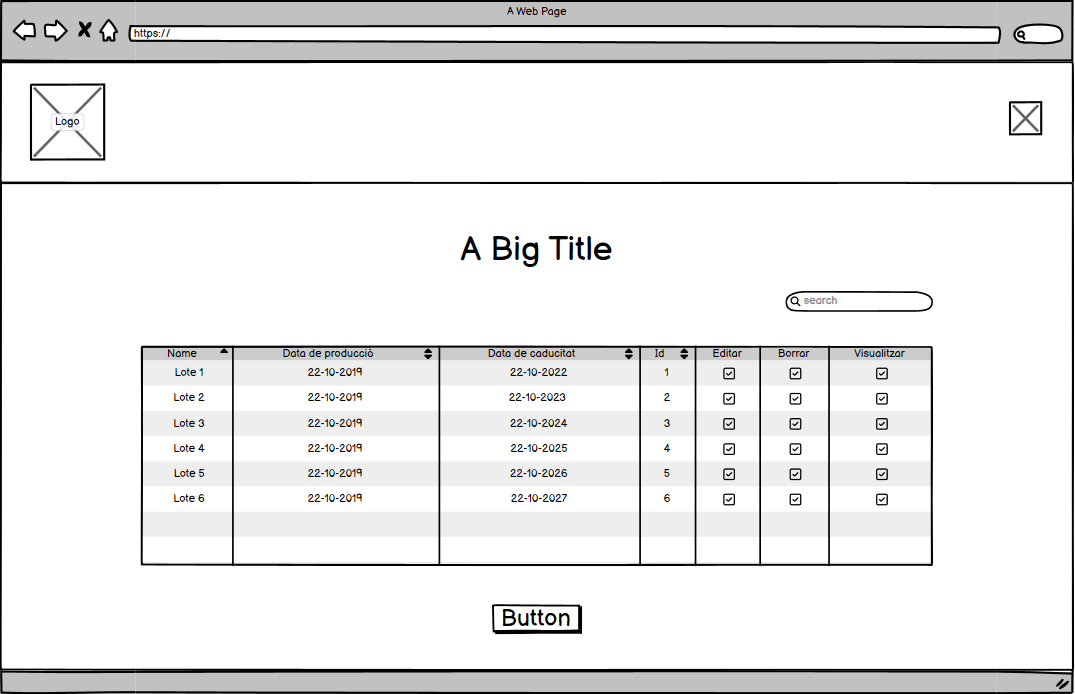 A Web Page
https://
Logo
A Big Title
search
Name Data de producció Data de caducitat Id Editar Borrar Visualitzar
Lote 1 22-10-2019 22-10-2022 1
Lote 2 22-10-2019 22-10-2023 2
Lote 3 22-10-2019 22-10-2024 3
Lote 4 22-10-2019 22-10-2025 4
Lote 5 22-10-2019 22-10-2026 5
Lote 6 22-10-2019 22-10-2027 6
Button